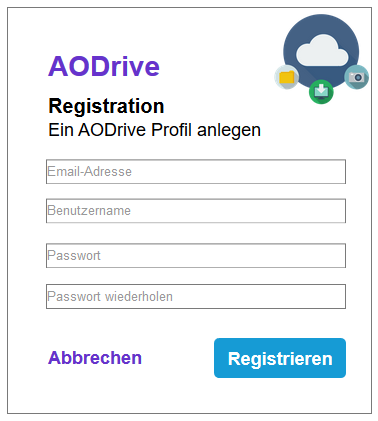 AODrive
Registration
Ein AODrive Profil anlegen
Email-Adresse
Benutzername
Passwort
Passwort wiederholen
Abbrechen
Registrieren